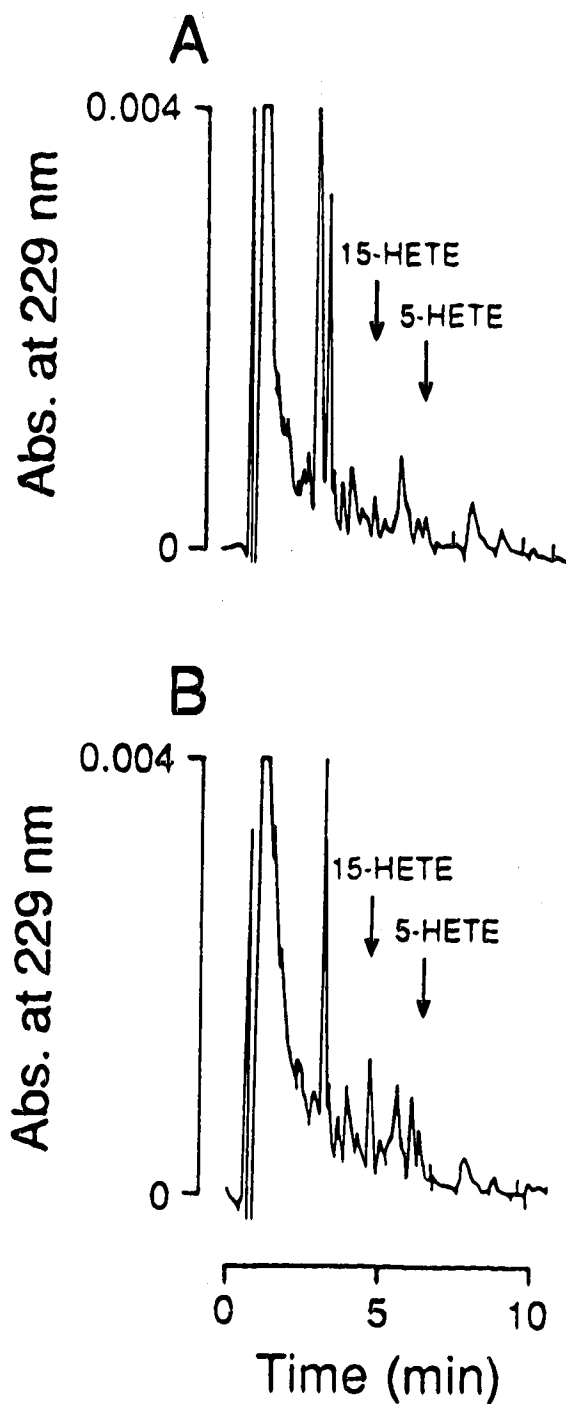 A
0.004
Abs. at 229 nm
15-HETE
5-HETE
0
B
0.004
Abs. at 229 nm
15-HETE
5-HETE
0
0 5 10
Time (min)